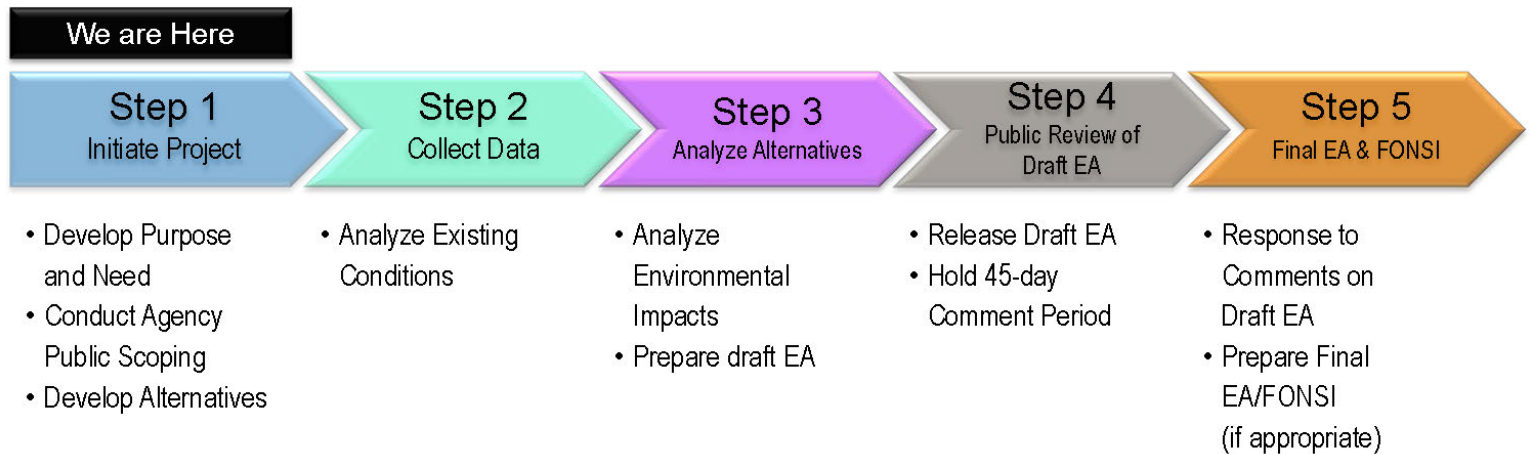 We are Here
Step 1
Initiate Project
Step 2
Collect Data
Step 3
Analyze Alternatives
Step 4
Public Review of
Draft EA
Step 5
Final EA & FONSI
• Develop Purpose
and Need
• Conduct Agency
Public Scoping
• Develop Alternatives
• Analyze Existing
Conditions
• Analyze
Environmental
Impacts
• Prepare draft EA
• Release Draft EA
• Hold 45-day
Comment Period
• Response to
Comments on
Draft EA
• Prepare Final
EA/FONSI
(if appropriate)